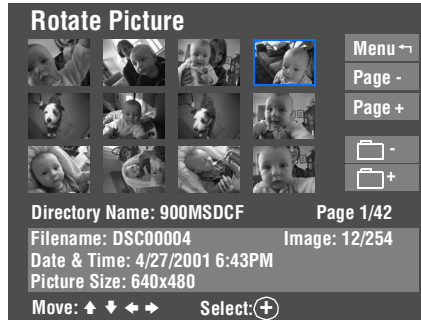 Rotate Picture
Menu
Page -
Page +
-
+
Directory Name: 900MSDCF Page 1/42
Filename: DSC00004 Image: 12/254
Date & Time: 4/27/2001 6:43PM
Picture Size: 640x480
Move: Select: